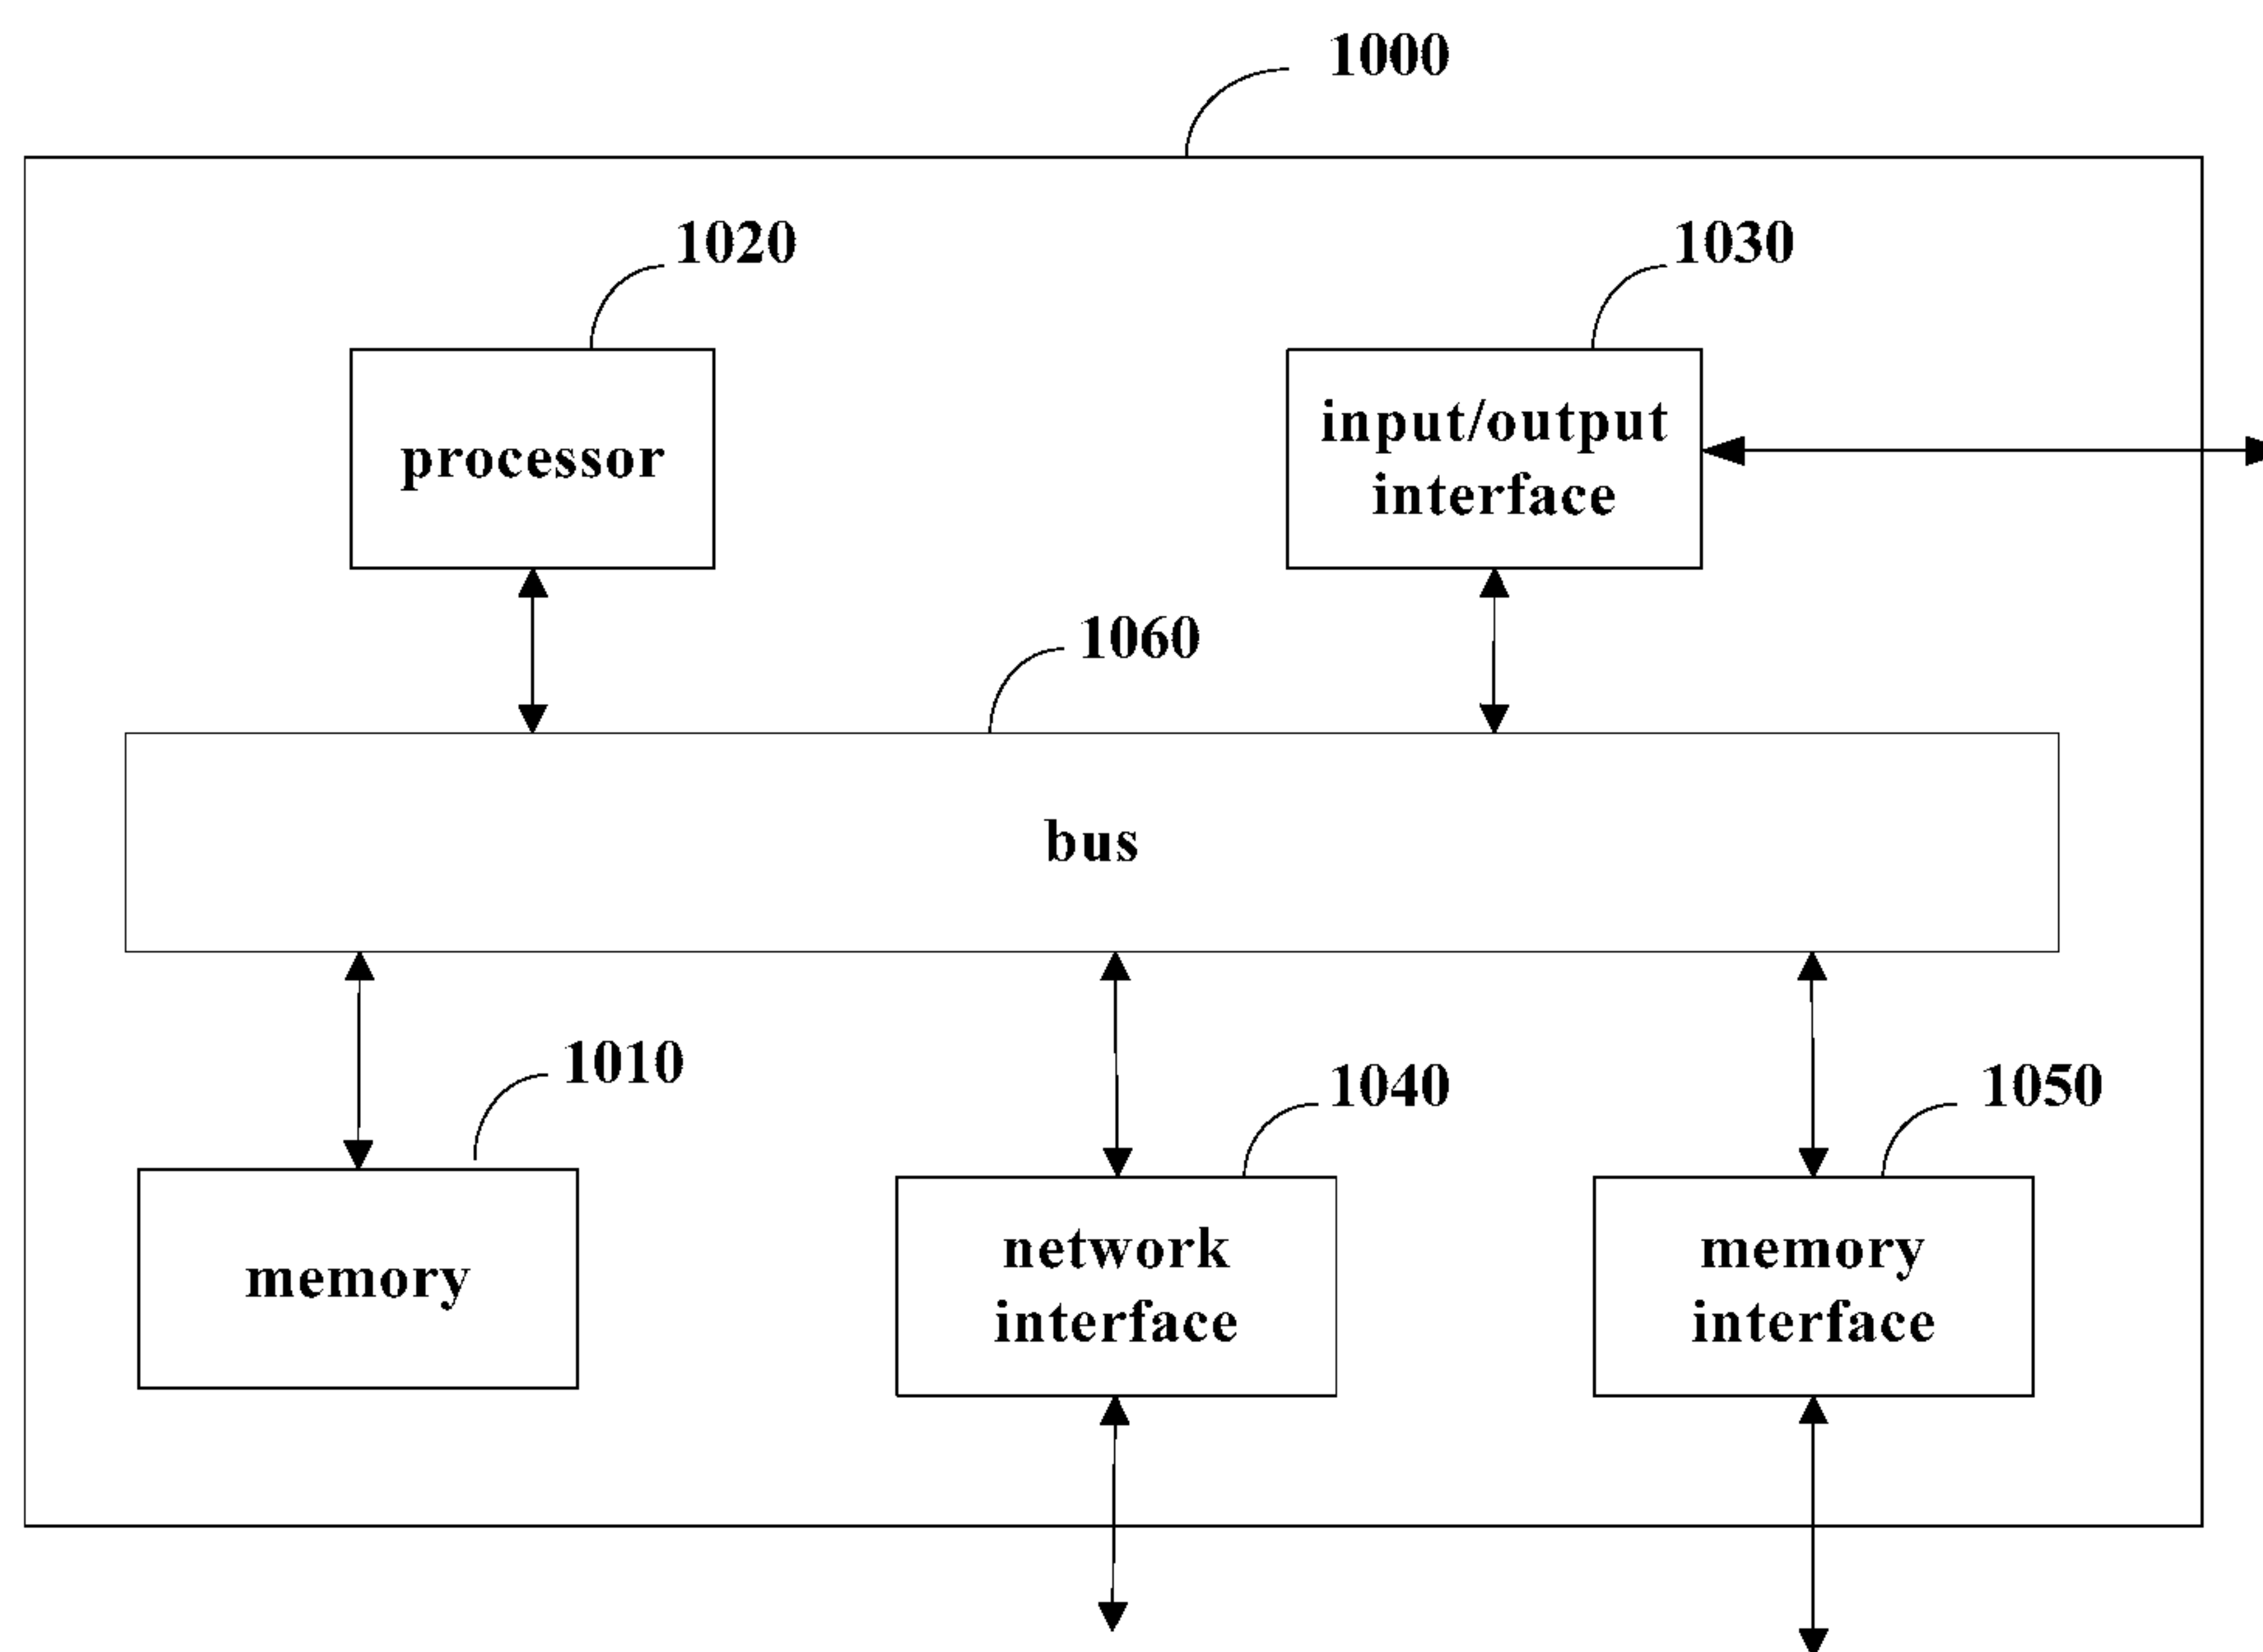 1000
1020
1030
processor
input/output
interface
1060
bus
1010
1040
1050
memory
network
interface
memory
interface